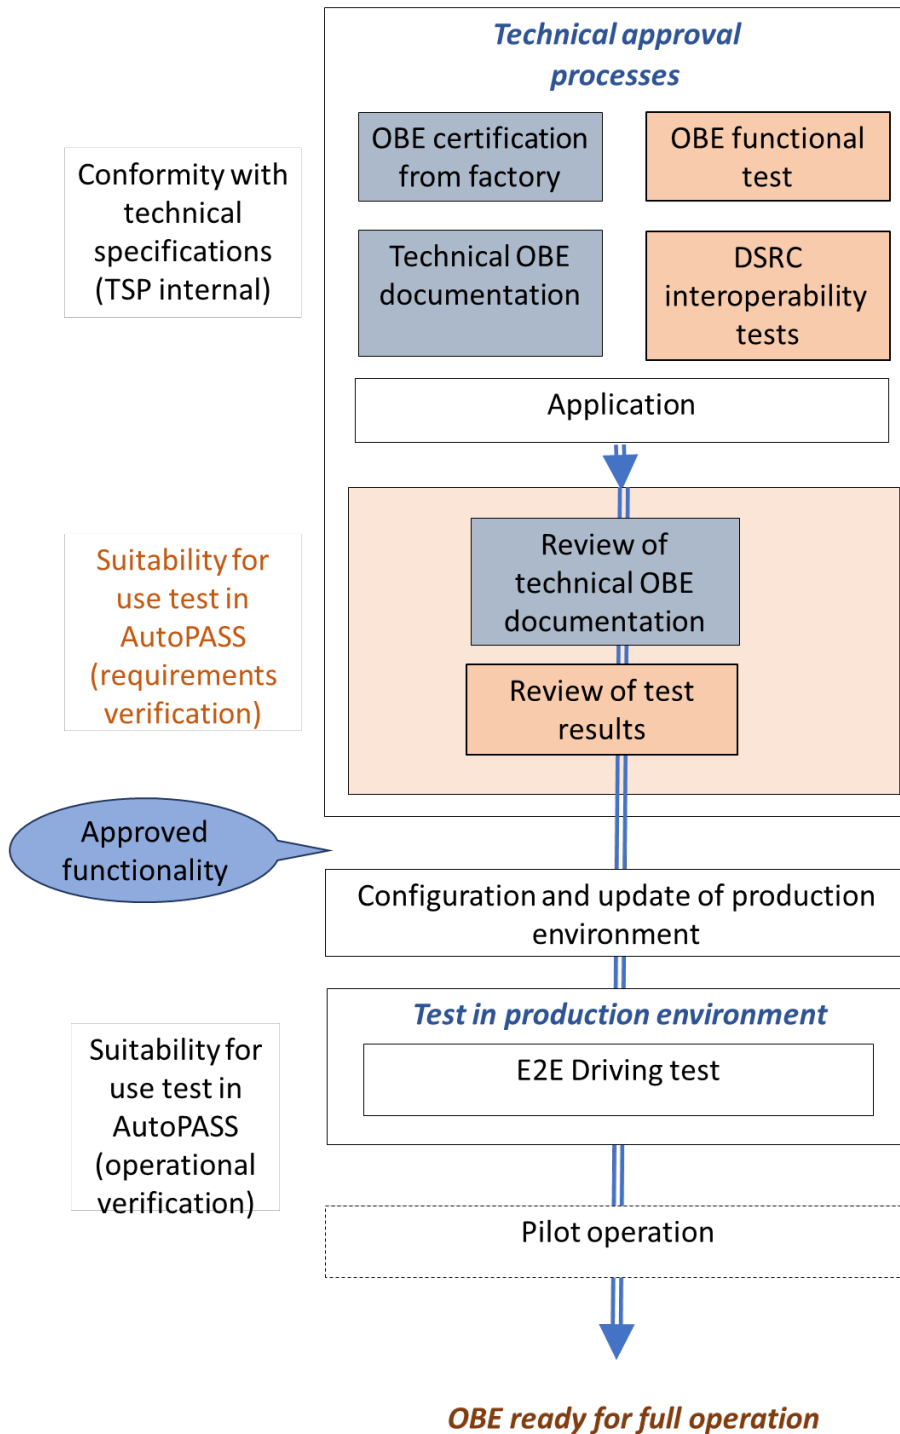 Technical approval
processes
OBE certification
from factory
OBE functional
test
Conformity with
technical
specifications
(TSP internal)
Technical OBE
documentation
DSRC
interoperability
tests
Application
Suitability for
use test in
AutoPASS
(requirements
verification)
Review of
technical OBE
documentation
Review of test
results
Approved
functionality
Configuration and update of production
environment
Test in production environment
E2E Driving test
Suitability for
use test in
AutoPASS
(operational
verification)
Pilot operation
OBE ready for full operation